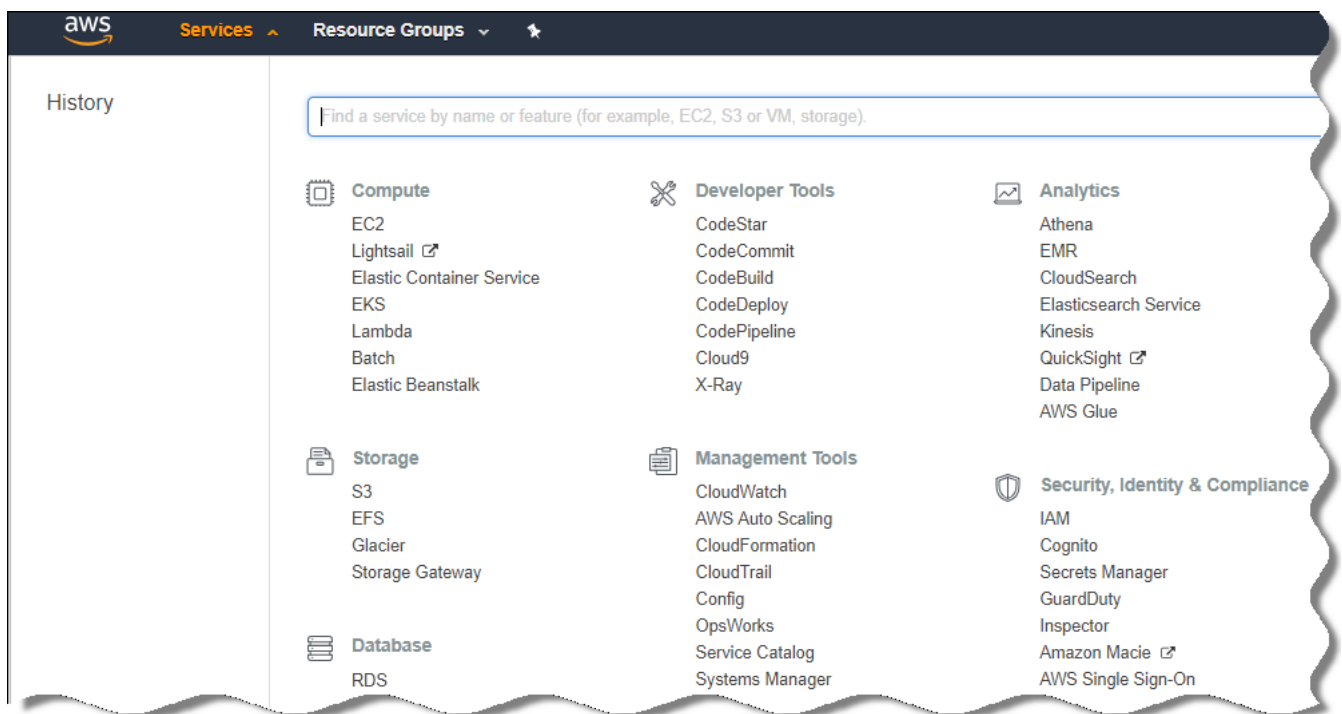 aws Services Resource Groups
History
Find a service by name or feature (for example, EC2, S3 or VM, storage).
Compute
EC2
Lightsail
Elastic Container Service
EKS
Lambda
Batch
Elastic Beanstalk
Storage
S3
EFS
Glacier
Storage Gateway
Database
RDS
Developer Tools
CodeStar
CodeCommit
CodeBuild
CodeDeploy
CodePipeline
Cloud9
X-Ray
Management Tools
CloudWatch
AWS Auto Scaling
CloudFormation
CloudTrail
Config
OpsWorks
Service Catalog
Systems Manager
Analytics
Athena
EMR
CloudSearch
Elasticsearch Service
Kinesis
QuickSight
Data Pipeline
AWS Glue
Security, Identity & Compliance
IAM
Cognito
Secrets Manager
GuardDuty
Inspector
Amazon Macie
AWS Single Sign-On